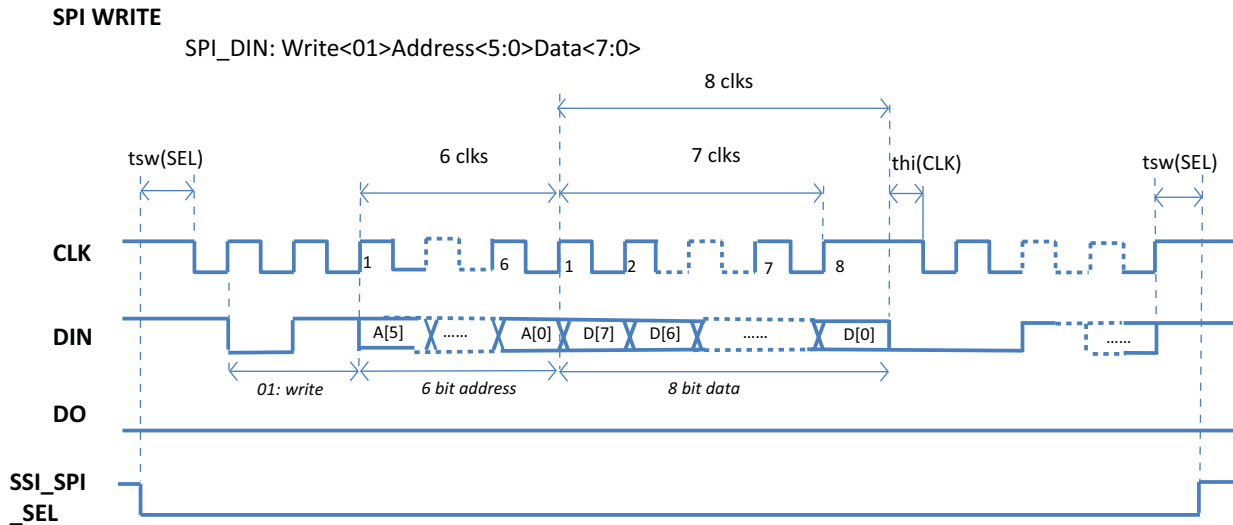 SPI WRITE
SPI_DIN: Write<01>Address<5:0>Data<7:0>
8 clks
tsw(SEL)
6 clks
7 clks
thi(CLK)
tsw(SEL)
CLK
1
6
1
2
7
8
DIN
A[5]
......
A[0]
D[7]
D[6]
......
D[0]
......
01: write
6 bit address
8 bit data
DO
SSI_SPI
_SEL